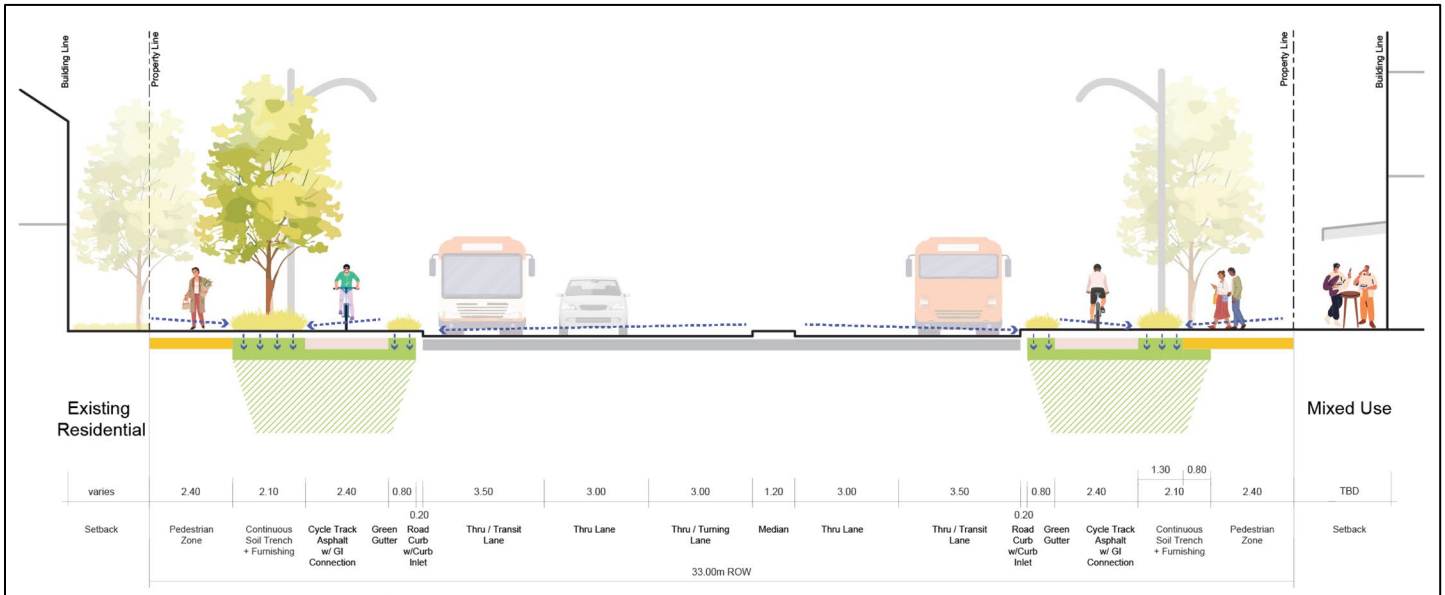 Building Line
Property Line
Property Line
Building Line
Existing
Residential
Mixed Use
1.30
0.80
varies
2.40
2.10
2.40
0.80
3.50
3.00
3.00
1.20
3.00
3.50
0.80
2.40
2.10
2.40
TBD
0.20
0.20
Setback
Pedestrian
Zone
Continuous
Soil Trench
+ Furnishing
Cycle Track
Asphalt
w/ GI
Connection
Green
Gutter
Road
Curb
w/Curb
Inlet
Thru / Transit
Lane
Thru Lane
Thru / Turning
Lane
Median
Thru Lane
Thru / Transit
Lane
Road
Curb
w/Curb
Inlet
Green
Gutter
Cycle Track
Asphalt
w/ GI
Connection
Continuous
Soil Trench
+ Furnishing
Pedestrian
Zone
Setback
33.00m ROW